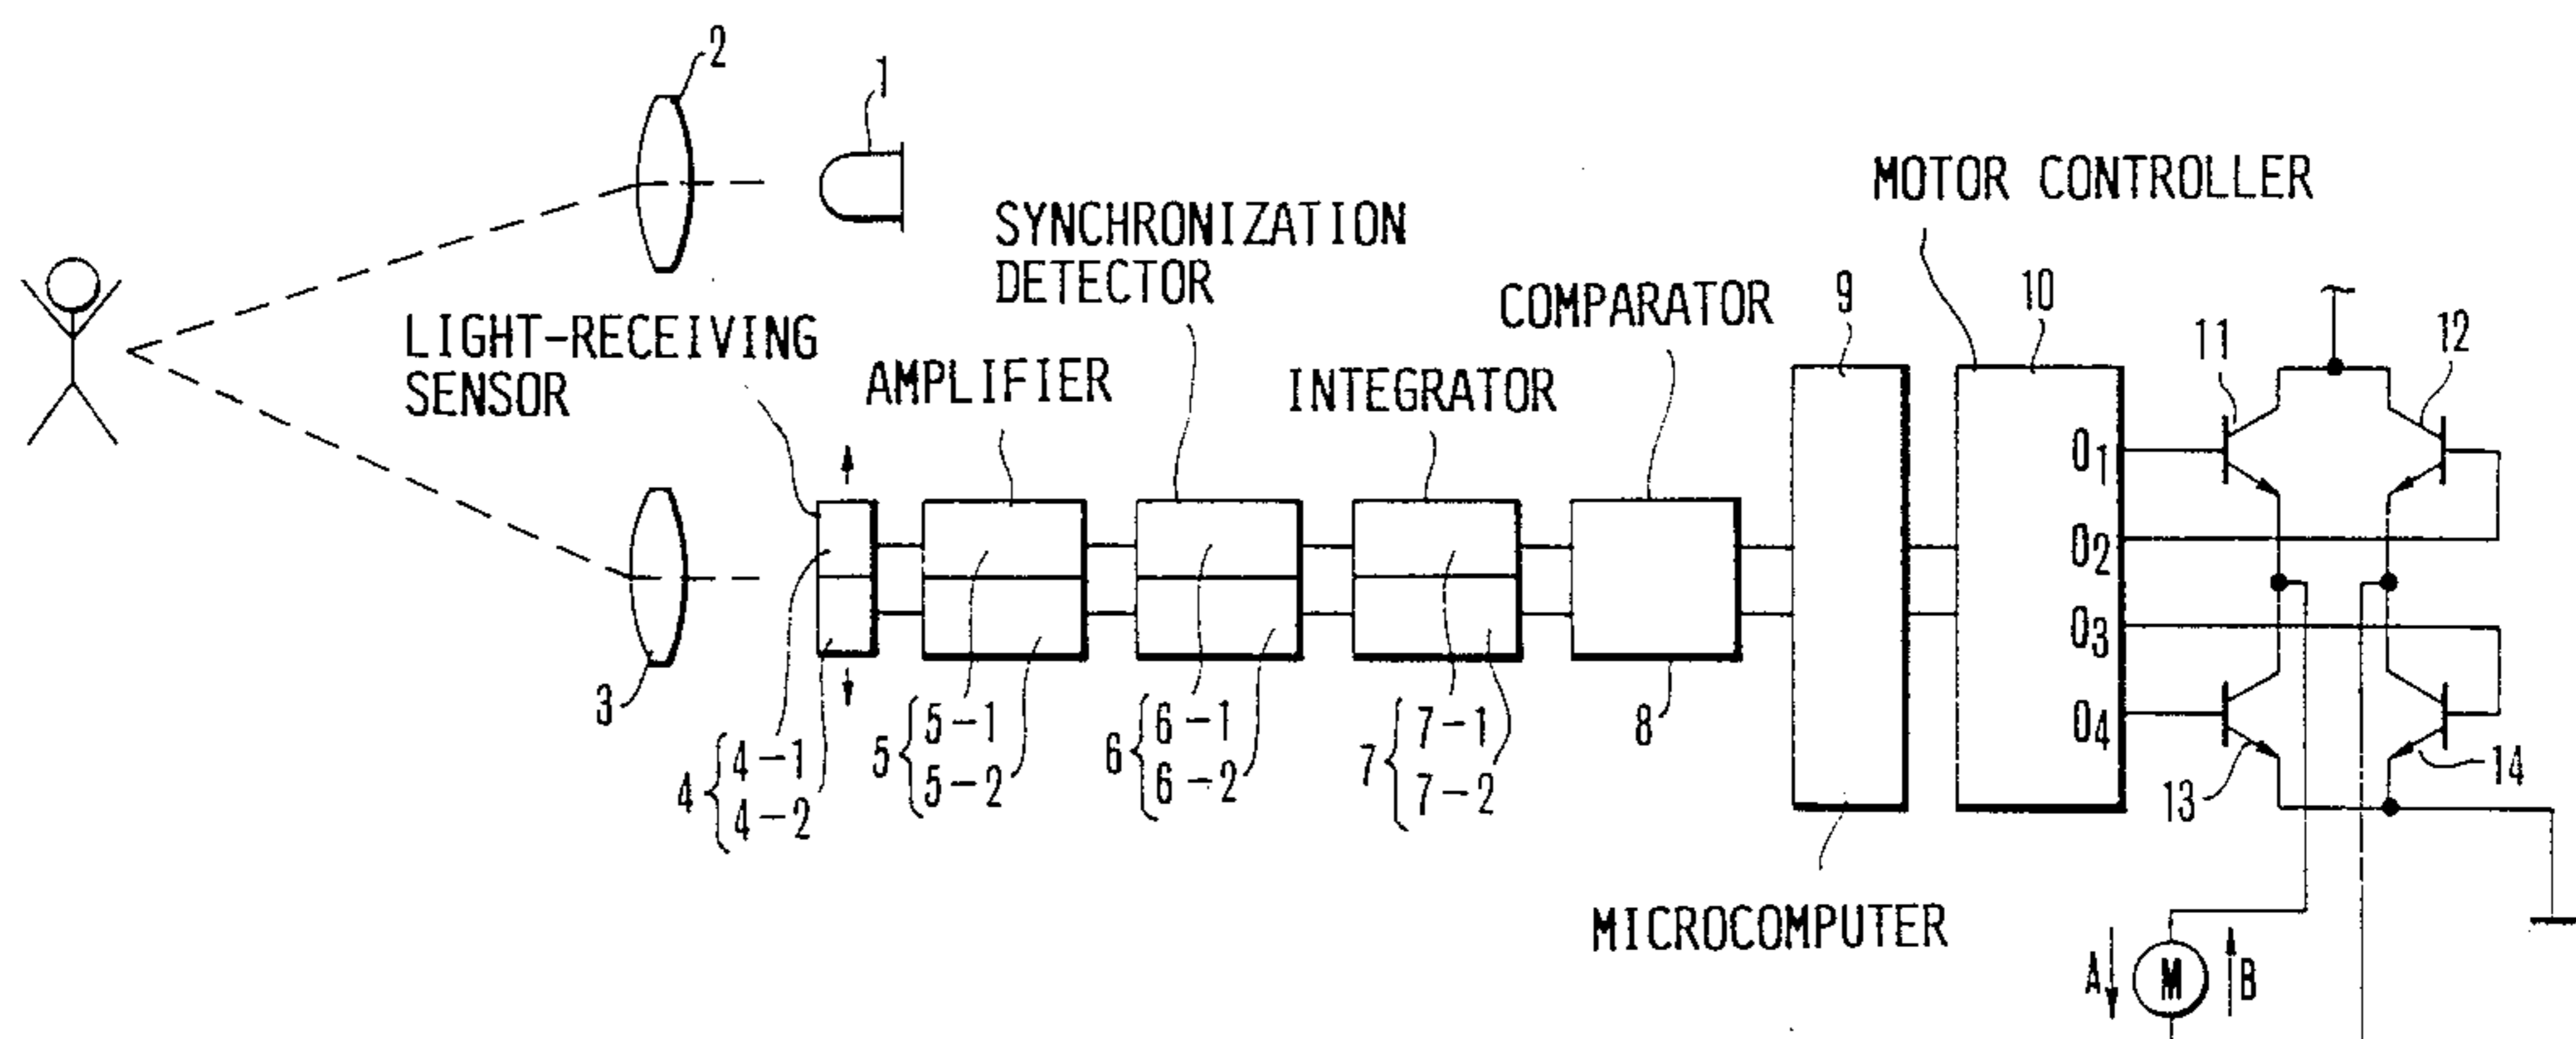 2
1
MOTOR CONTROLLER
SYNCHRONIZATION
DETECTOR
LIGHT-RECEIVING
SENSOR
COMPARATOR
9
10
11
12
AMPLIFIER
INTEGRATOR
O1
O2
O3
O4
3
4 { 4-1
4-2
5 { 5-1
5-2
6 { 6-1
6-2
7 { 7-1
7-2
8
13
14
MICROCOMPUTER
A
M
B